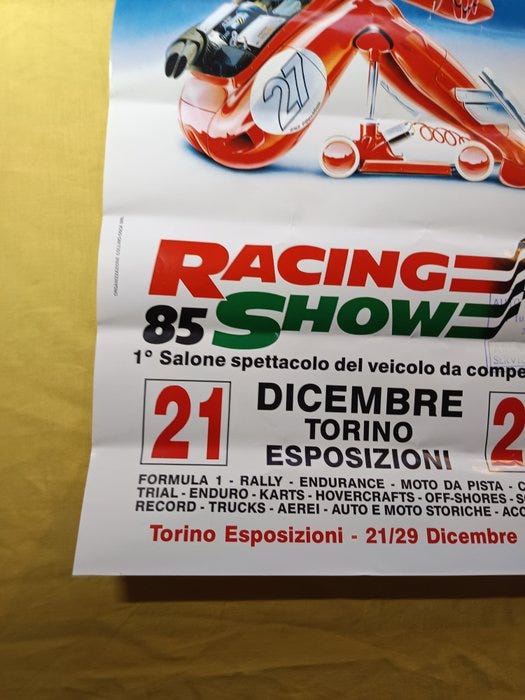 27
RACING
85 SHOW
1° Salone spettacolo del veicolo da compe
21 DICEMBRE 2
TORINO
ESPOSIZIONI
FORMULA 1 - RALLY - ENDURANCE - MOTO DA PISTA - C
TRIAL - ENDURO - KARTS - HOVERCRAFTS - OFF-SHORES - S
RECORD - TRUCKS - AEREI - AUTO E MOTO STORICHE - ACC
Torino Esposizioni - 21/29 Dicembre